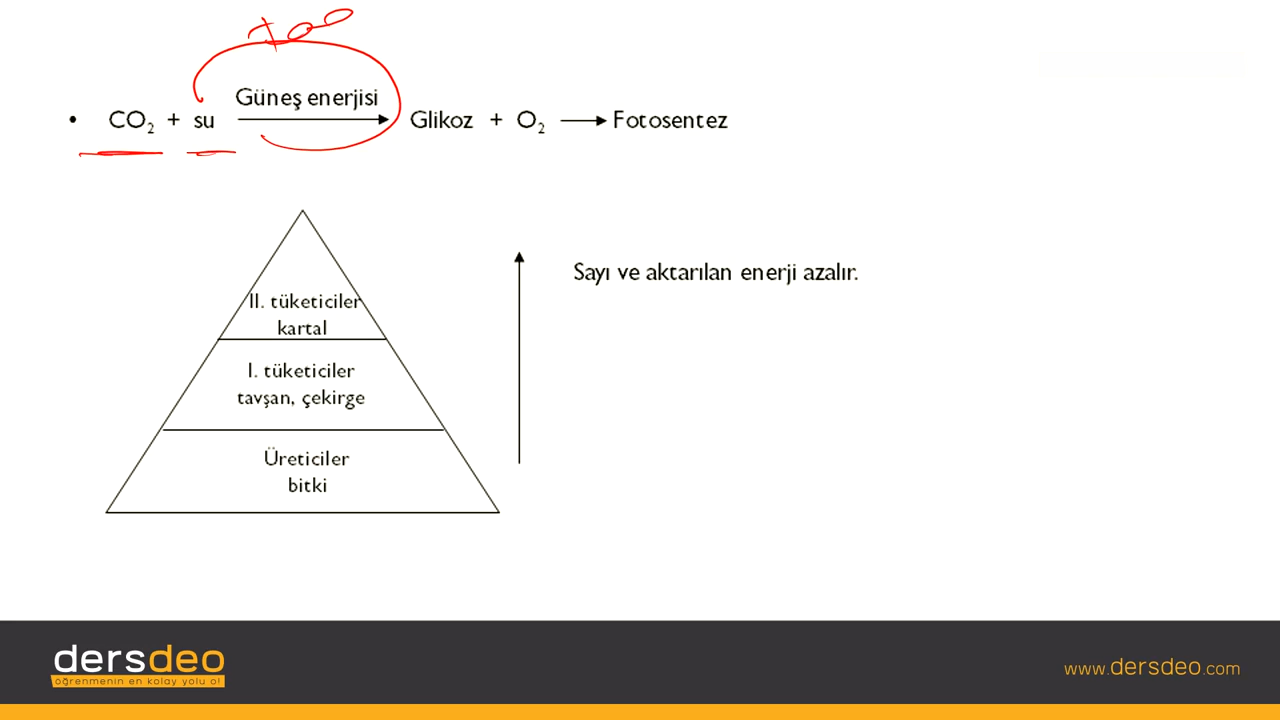 Güneş enerjisi
• CO₂ + su → Glikoz + O₂ → Fotosentez
Sayı ve aktarılan enerji azalır.
II. tüketiciler
kartal
I. tüketiciler
tavşan, çekirge
Üreticiler
bitki
dersdeo
öğrenmenin en kolay yolu o!
www.dersdeo.com